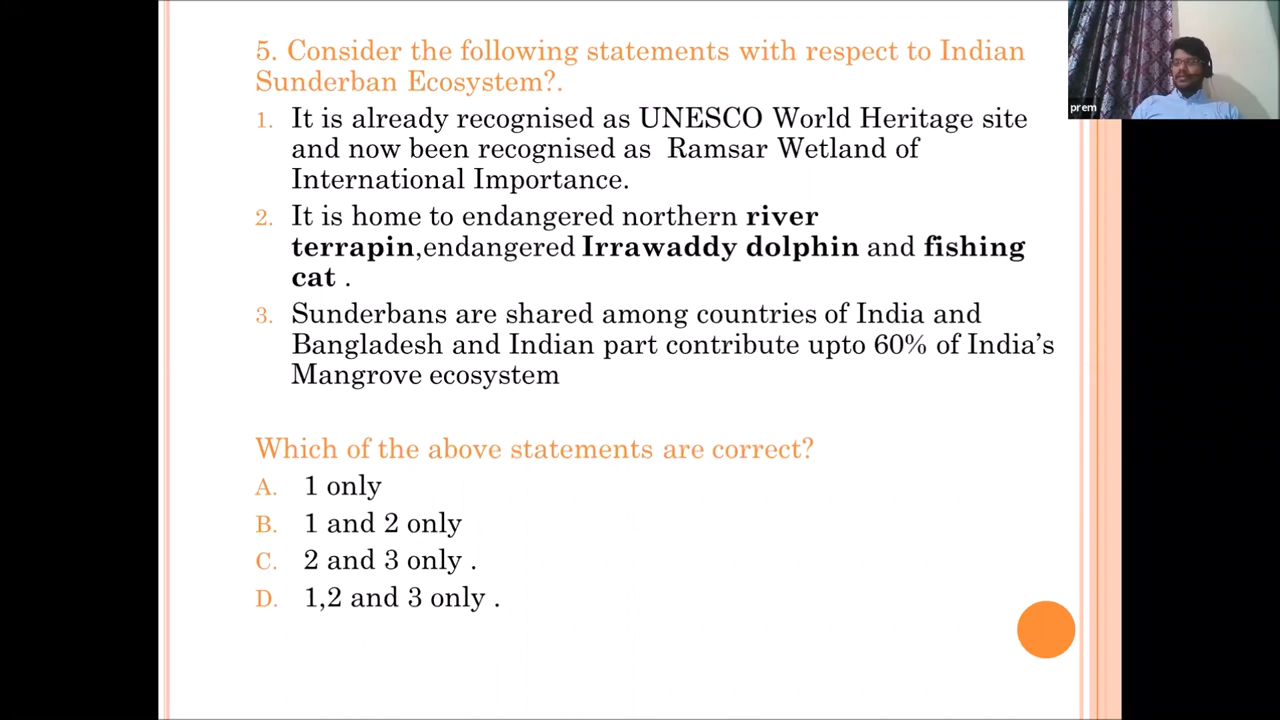 5. Consider the following statements with respect to Indian
Sunderban Ecosystem?.
1. It is already recognised as UNESCO World Heritage site
and now been recognised as Ramsar Wetland of
International Importance.
2. It is home to endangered northern river
terrapin,endangered Irrawaddy dolphin and fishing
cat .
3. Sunderbans are shared among countries of India and
Bangladesh and Indian part contribute upto 60% of India's
Mangrove ecosystem
Which of the above statements are correct?
A. 1 only
B. 1 and 2 only
C. 2 and 3 only .
D. 1,2 and 3 only .
prem